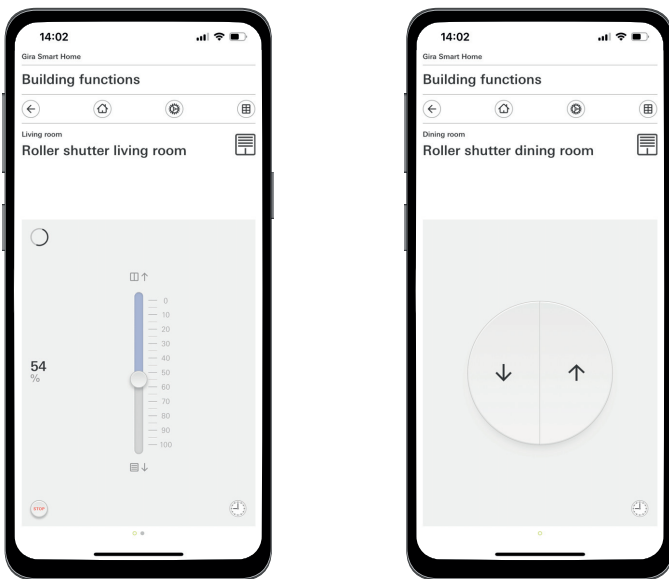 14:02
Gira Smart Home
Building functions
Living room
Roller shutter living room
0
10
20
30
40
54
%
50
60
70
80
90
100
STOP
14:02
Gira Smart Home
Building functions
Dining room
Roller shutter dining room